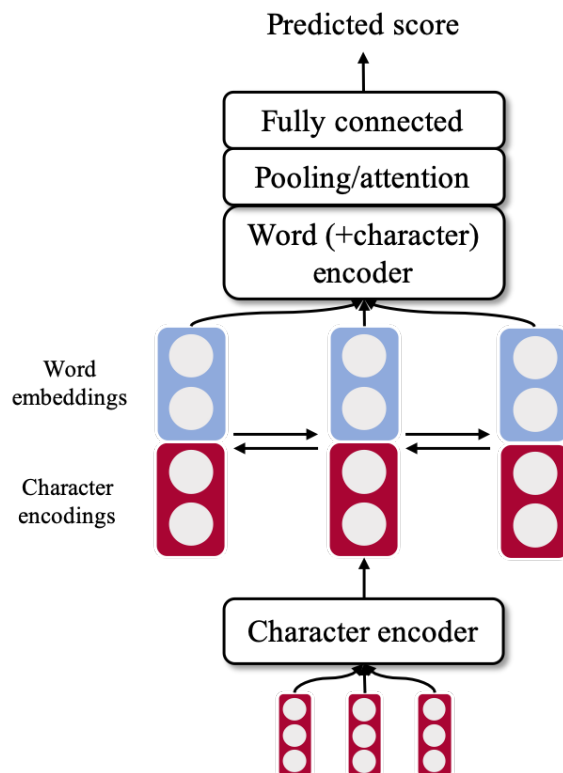 Predicted score
Fully connected
Pooling/attention
Word (+character)
encoder
Word
embeddings
Character
encodings
Character encoder